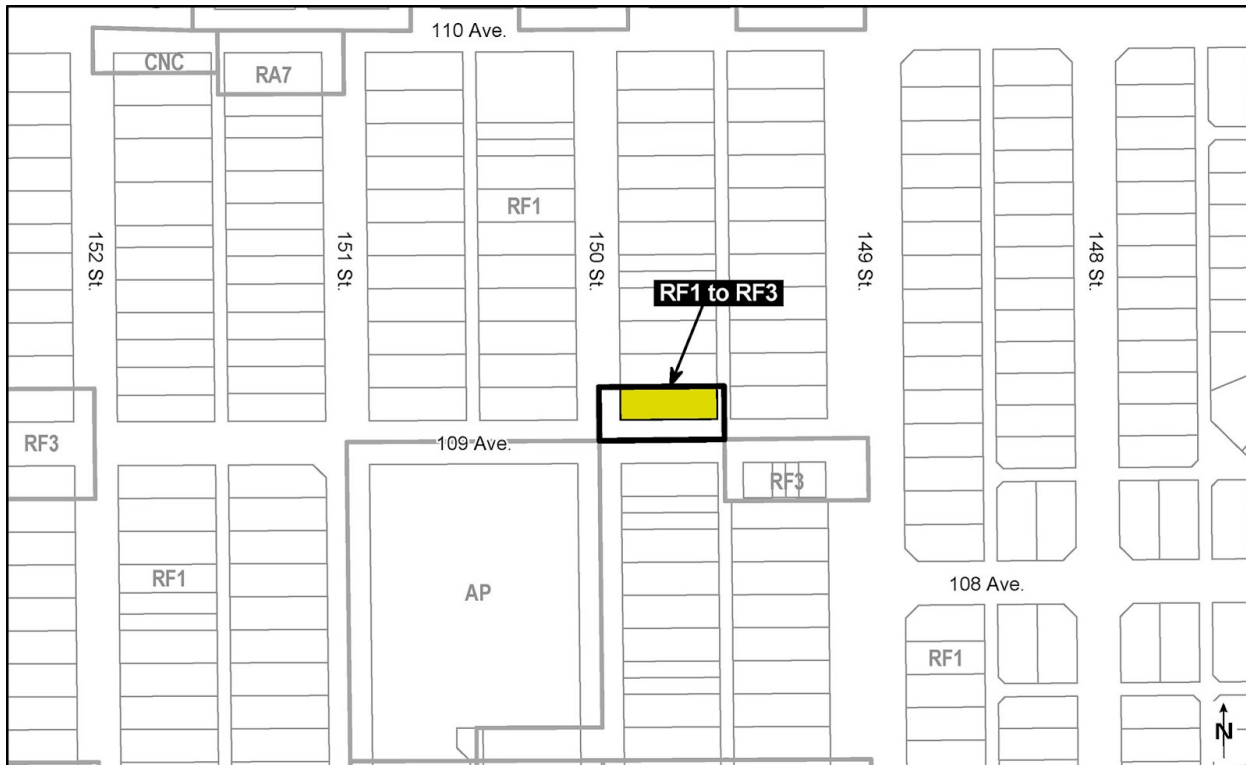 110 Ave.
CNC
RA7
RF1
152 St.
151 St.
150 St.
149 St.
148 St.
RF1 to RF3
RF3
109 Ave.
RF3
RF1
AP
108 Ave.
RF1
N